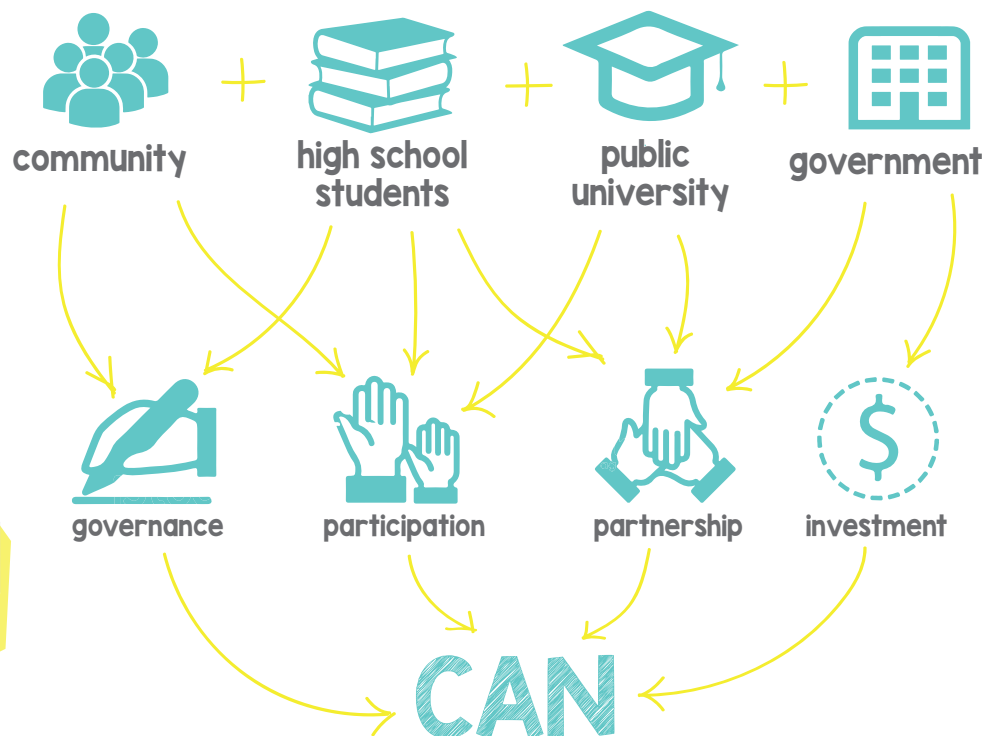 community
high school
students
public
university
government
$
governance
participation
partnership
investment
CAN